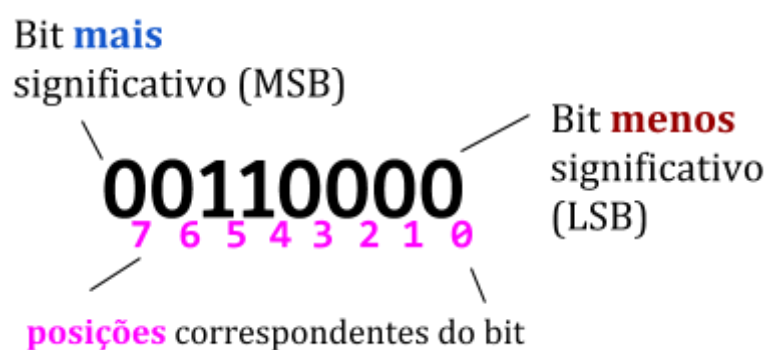 Bit mais
significativo (MSB)
Bit menos
significativo
(LSB)
00110000
7 6 5 4 3 2 1 0
posições correspondentes do bit